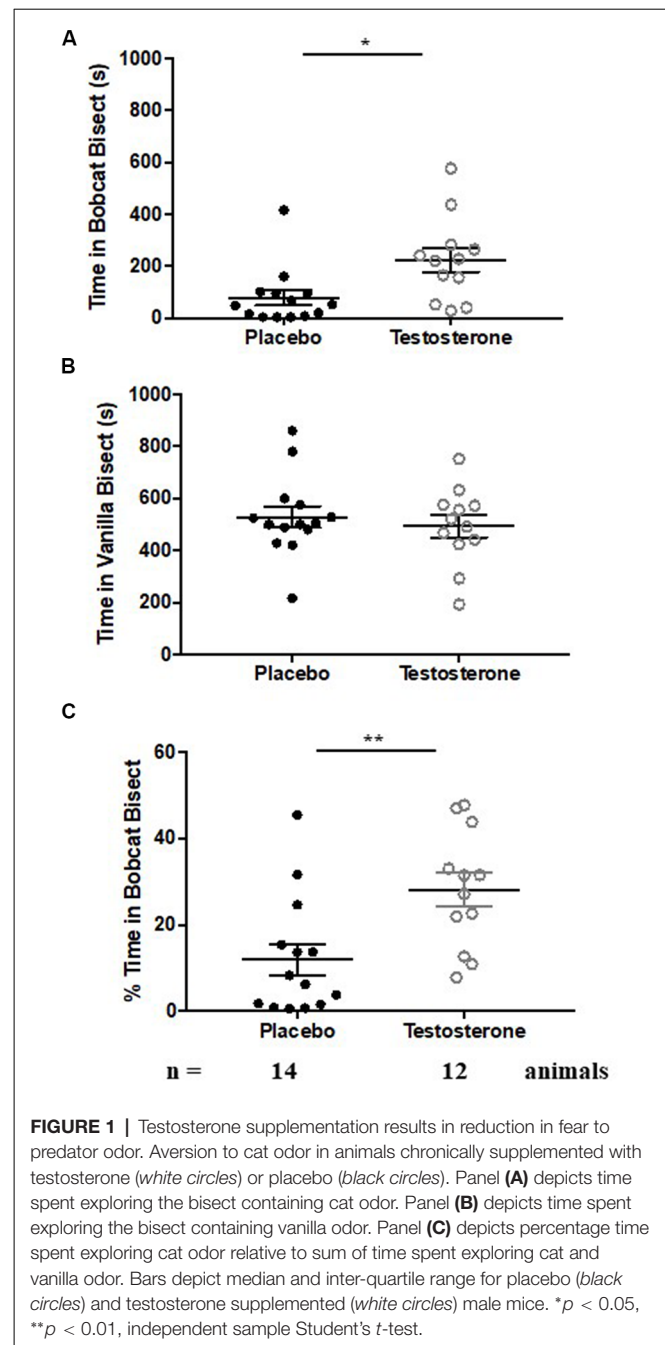 A
*
Time in Bobcat Bisect (s)
1000
800
600
400
200
0
Placebo Testosterone
B
Time in Vanilla Bisect (s)
1000
800
600
400
200
0
Placebo Testosterone
C
**
% Time in Bobcat Bisect
60
40
20
0
Placebo Testosterone
n = 14 12 animals
FIGURE 1 | Testosterone supplementation results in reduction in fear to
predator odor. Aversion to cat odor in animals chronically supplemented with
testosterone (white circles) or placebo (black circles). Panel (A) depicts time
spent exploring the bisect containing cat odor. Panel (B) depicts time spent
exploring the bisect containing vanilla odor. Panel (C) depicts percentage time
spent exploring cat odor relative to sum of time spent exploring cat and
vanilla odor. Bars depict median and inter-quartile range for placebo (black
circles) and testosterone supplemented (white circles) male mice. *p < 0.05,
**p < 0.01, independent sample Student's t-test.